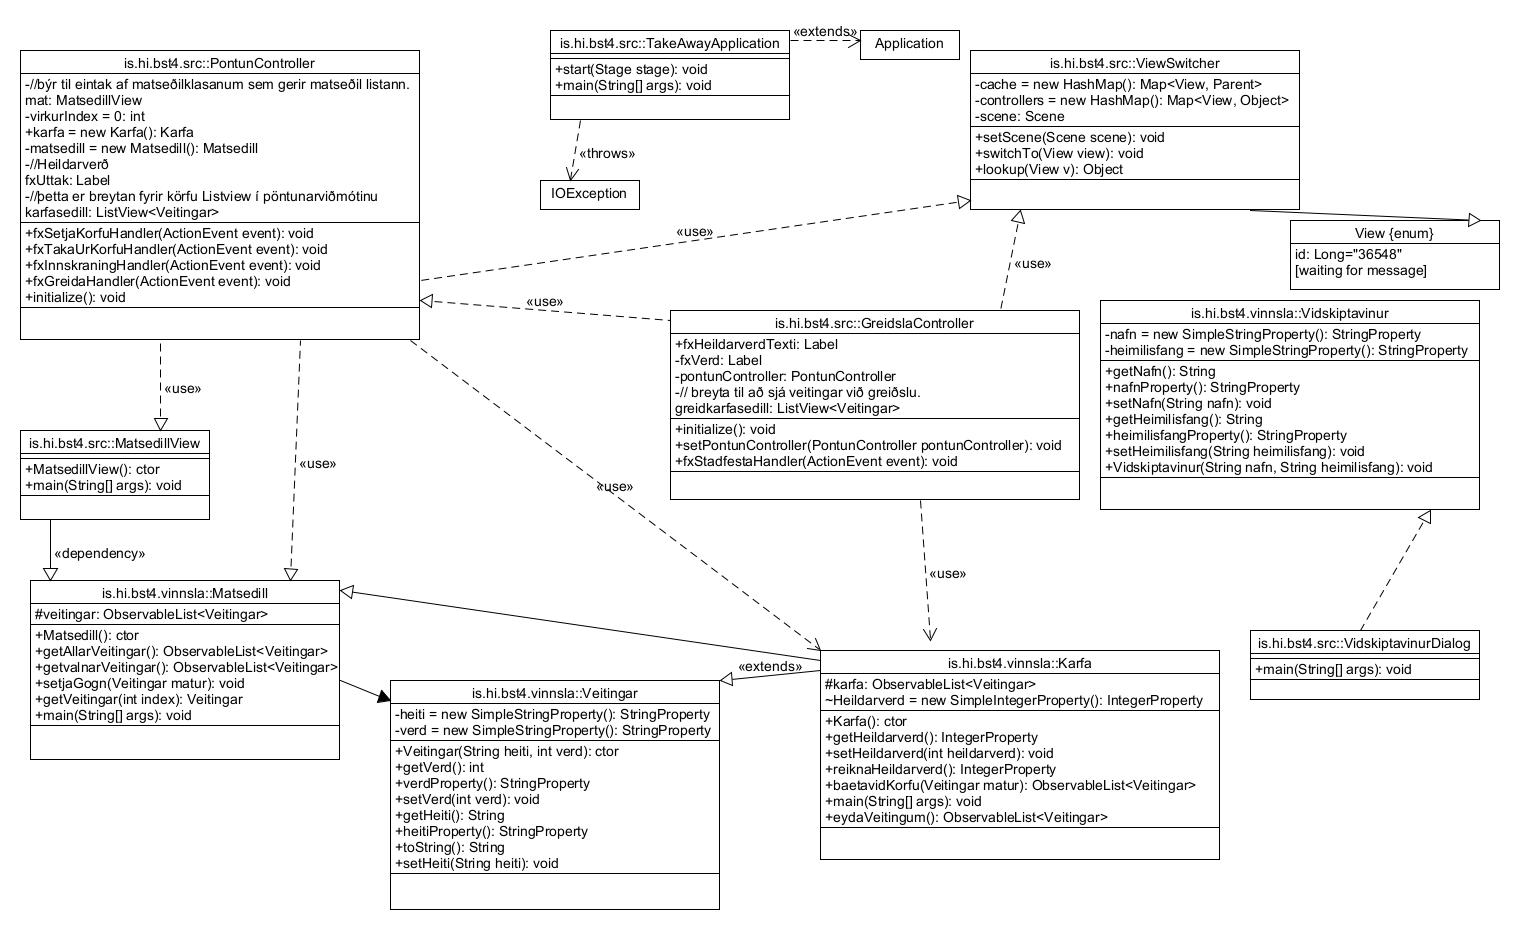 is.hi.bst4.src::PontunController
-//býr til eintak af matseðilklasanum sem gerir matseðil listann.
mat: MatsedillView
-virkurIndex = 0: int
+karfa = new Karfa(): Karfa
-matsedill = new Matsedill(): Matsedill
-//Heildarverð
fxUttak: Label
-//þetta er breytan fyrir körfu Listview í pöntunarviðmótinu
karfasedill: ListView<Veitingar>
+fxSetjaKorfuHandler(ActionEvent event): void
+fxTakaUrKorfuHandler(ActionEvent event): void
+fxInnskraningHandler(ActionEvent event): void
+fxGreidaHandler(ActionEvent event): void
+initialize(): void
is.hi.bst4.src::TakeAwayApplication
+start(Stage stage): void
+main(String[] args): void
«extends»
Application
«throws»
IOException
is.hi.bst4.src::ViewSwitcher
-cache = new HashMap(): Map<View, Parent>
-controllers = new HashMap(): Map<View, Object>
-scene: Scene
+setScene(Scene scene): void
+switchTo(View view): void
+lookup(View v): Object
View {enum}
id: Long="36548"
[waiting for message]
«use»
«use»
«use»
is.hi.bst4.src::GreidslaController
+fxHeildarverdTexti: Label
-fxVerd: Label
-pontunController: PontunController
-// breyta til að sjá veitingar við greiðslu.
greidkarfasedill: ListView<Veitingar>
+initialize(): void
+setPontunController(PontunController pontunController): void
+fxStadfestaHandler(ActionEvent event): void
is.hi.bst4.vinnsla::Vidskiptavinur
-nafn = new SimpleStringProperty(): StringProperty
-heimilisfang = new SimpleStringProperty(): StringProperty
+getNafn(): String
+nafnProperty(): StringProperty
+setNafn(String nafn): void
+getHeimilisfang(): String
+heimilisfangProperty(): StringProperty
+setHeimilisfang(String heimilisfang): void
+Vidskiptavinur(String nafn, String heimilisfang): void
«use»
is.hi.bst4.src::MatsedillView
+MatsedillView(): ctor
+main(String[] args): void
«use»
«use»
«dependency»
«use»
is.hi.bst4.vinnsla::Matsedill
#veitingar: ObservableList<Veitingar>
+Matsedill(): ctor
+getAllarVeitingar(): ObservableList<Veitingar>
+getvalnarVeitingar(): ObservableList<Veitingar>
+setjaGogn(Veitingar matur): void
+getVeitingar(int index): Veitingar
+main(String[] args): void
is.hi.bst4.src::VidskiptavinurDialog
+main(String[] args): void
«extends»
is.hi.bst4.vinnsla::Veitingar
-heiti = new SimpleStringProperty(): StringProperty
-verd = new SimpleStringProperty(): StringProperty
+Veitingar(String heiti, int verd): ctor
+getVerd(): int
+verdProperty(): StringProperty
+setVerd(int verd): void
+getHeiti(): String
+heitiProperty(): StringProperty
+toString(): String
+setHeiti(String heiti): void
is.hi.bst4.vinnsla::Karfa
#karfa: ObservableList<Veitingar>
~Heildarverd = new SimpleIntegerProperty(): IntegerProperty
+Karfa(): ctor
+getHeildarverd(): IntegerProperty
+setHeildarverd(int heildarverd): void
+reiknaHeildarverd(): IntegerProperty
+baetavidKorfu(Veitingar matur): ObservableList<Veitingar>
+main(String[] args): void
+eydaVeitingum(): ObservableList<Veitingar>